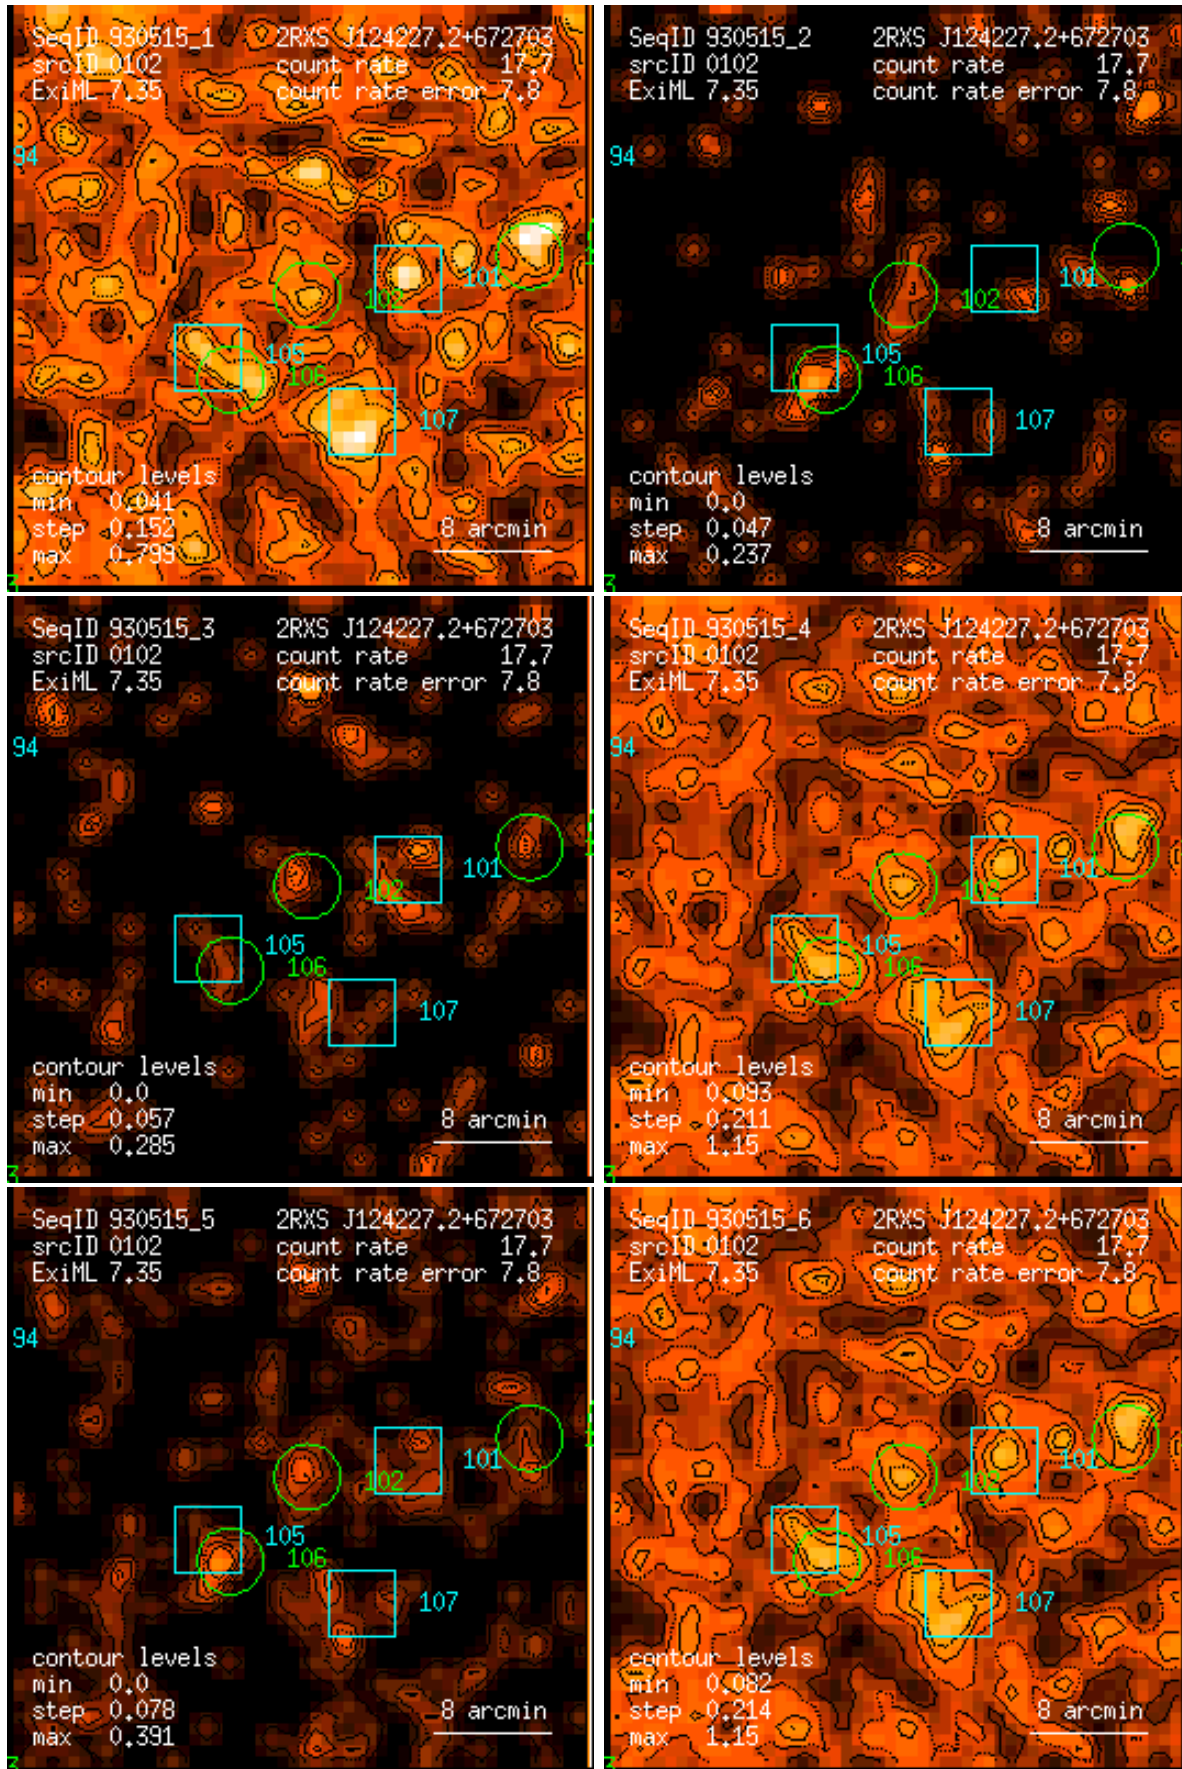 SeqID 930515_1 2RXS J124227.2+672703
srcID 0102 count rate 17.7
ExiML 7.35 count rate error 7.8
94
101
102
105
106
107
contour levels
min 0.041
step 0.152
max 0.799
8 arcmin
3
SeqID 930515_2 2RXS J124227.2+672703
srcID 0102 count rate 17.7
ExiML 7.35 count rate error 7.8
94
101
102
105
106
107
contour levels
min 0.0
step 0.047
max 0.237
8 arcmin
3
SeqID 930515_3 2RXS J124227.2+672703
srcID 0102 count rate 17.7
ExiML 7.35 count rate error 7.8
94
101
102
105
106
107
contour levels
min 0.0
step 0.057
max 0.285
8 arcmin
3
SeqID 930515_4 2RXS J124227.2+672703
srcID 0102 count rate 17.7
ExiML 7.35 count rate error 7.8
94
101
102
105
106
107
contour levels
min 0.093
step 0.211
max 1.15
8 arcmin
3
SeqID 930515_5 2RXS J124227.2+672703
srcID 0102 count rate 17.7
ExiML 7.35 count rate error 7.8
94
101
102
105
106
107
contour levels
min 0.0
step 0.078
max 0.391
8 arcmin
3
SeqID 930515_6 2RXS J124227.2+672703
srcID 0102 count rate 17.7
ExiML 7.35 count rate error 7.8
94
101
102
105
106
107
contour levels
min 0.082
step 0.214
max 1.15
8 arcmin
3